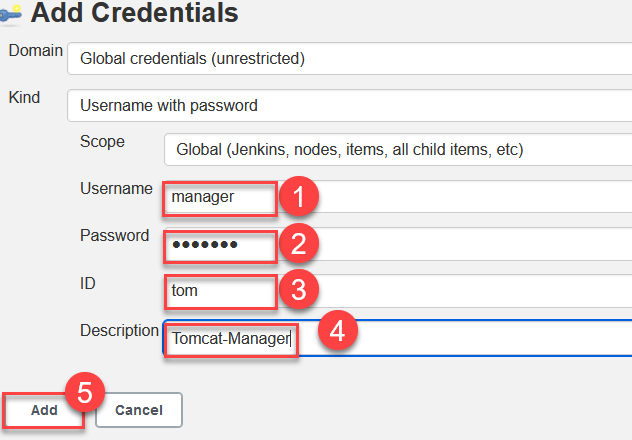 Add Credentials
Domain Global credentials (unrestricted)
Kind Username with password
Scope Global (Jenkins, nodes, items, all child items, etc)
Username manager 1
Password ••••••• 2
ID tom 3
Description Tomcat-Manager 4
5
Add Cancel